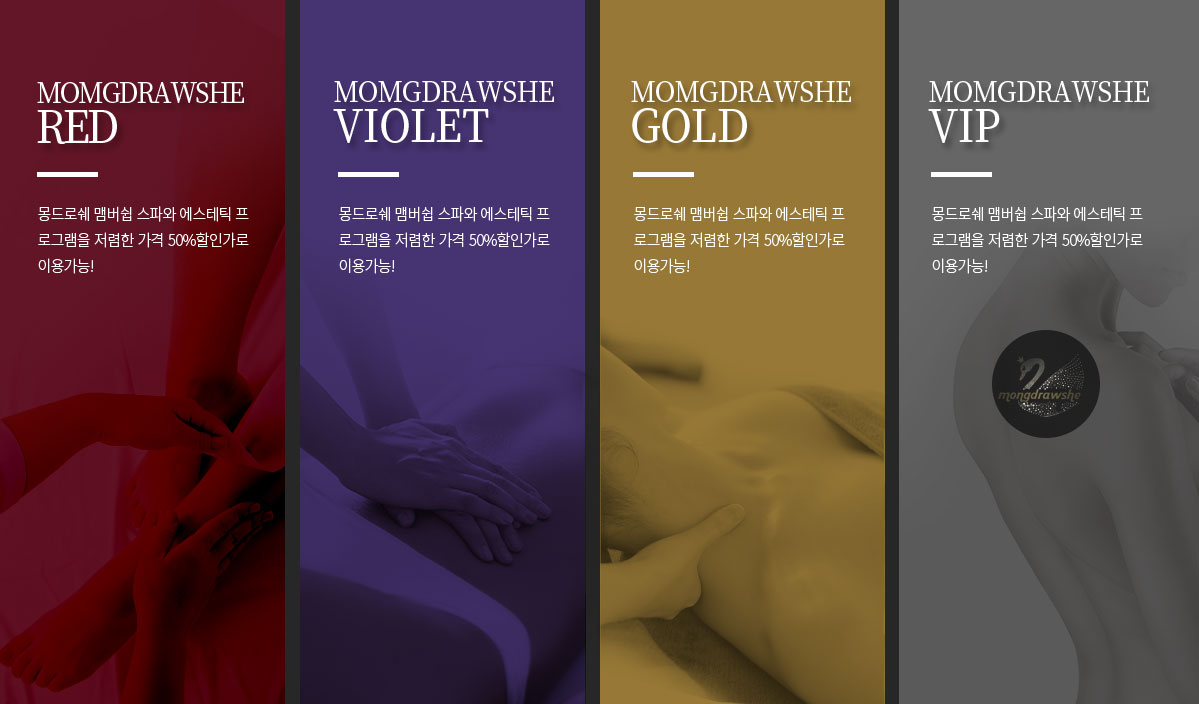 MOMGDRAWSHE
RED
몽드로쉐 맴버쉽 스파와 에스테틱 프
로그램을 저렴한 가격 50%할인가로
이용가능!
MOMGDRAWSHE
VIOLET
몽드로쉐 맴버쉽 스파와 에스테틱 프
로그램을 저렴한 가격 50%할인가로
이용가능!
MOMGDRAWSHE
GOLD
몽드로쉐 맴버쉽 스파와 에스테틱 프
로그램을 저렴한 가격 50%할인가로
이용가능!
MOMGDRAWSHE
VIP
몽드로쉐 맴버쉽 스파와 에스테틱 프
로그램을 저렴한 가격 50%할인가로
이용가능!
mongdrawshe